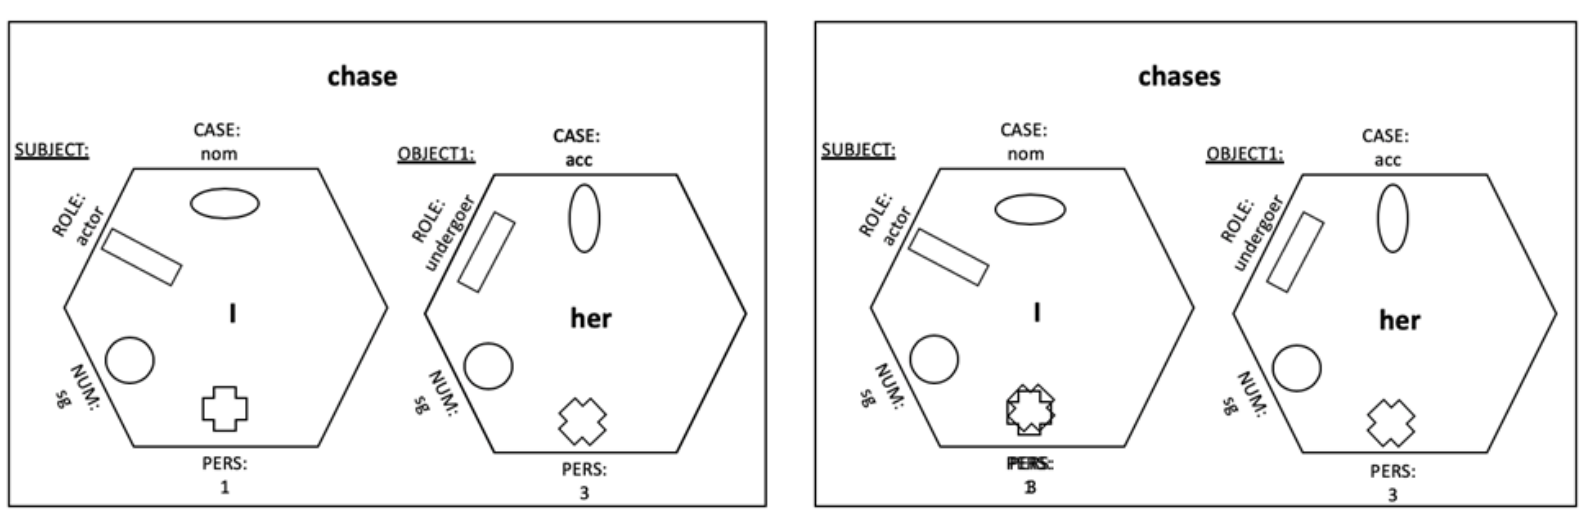 chase
SUBJECT:
CASE:
nom
ROLE:
actor
I
NUM:
sg
PERS:
1
OBJECT1:
CASE:
acc
ROLE:
undergoer
her
NUM:
sg
PERS:
3
chases
SUBJECT:
CASE:
nom
ROLE:
actor
I
NUM:
sg
OBJECT1:
CASE:
acc
ROLE:
undergoer
her
NUM:
sg
PERS:
3